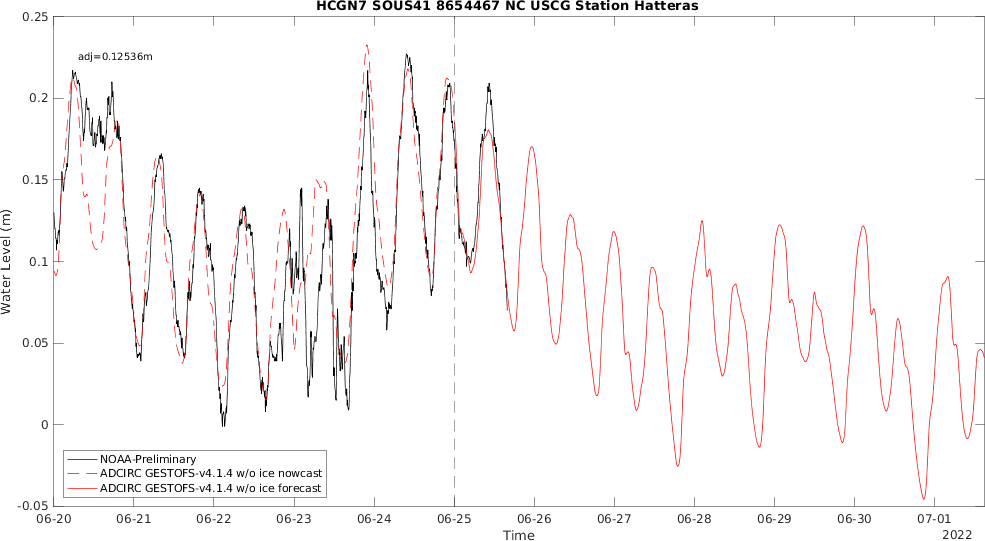 HCGN7 SOUS41 8654467 NC USCG Station Hatteras
adj=0.12536m
Water Level (m)
0.25
0.2
0.15
0.1
0.05
0
-0.05
NOAA-Preliminary
ADCIRC GESTOFS-v4.1.4 w/o ice nowcast
ADCIRC GESTOFS-v4.1.4 w/o ice forecast
06-20 06-21 06-22 06-23 06-24 06-25 06-26 06-27 06-28 06-29 06-30 07-01
Time
2022